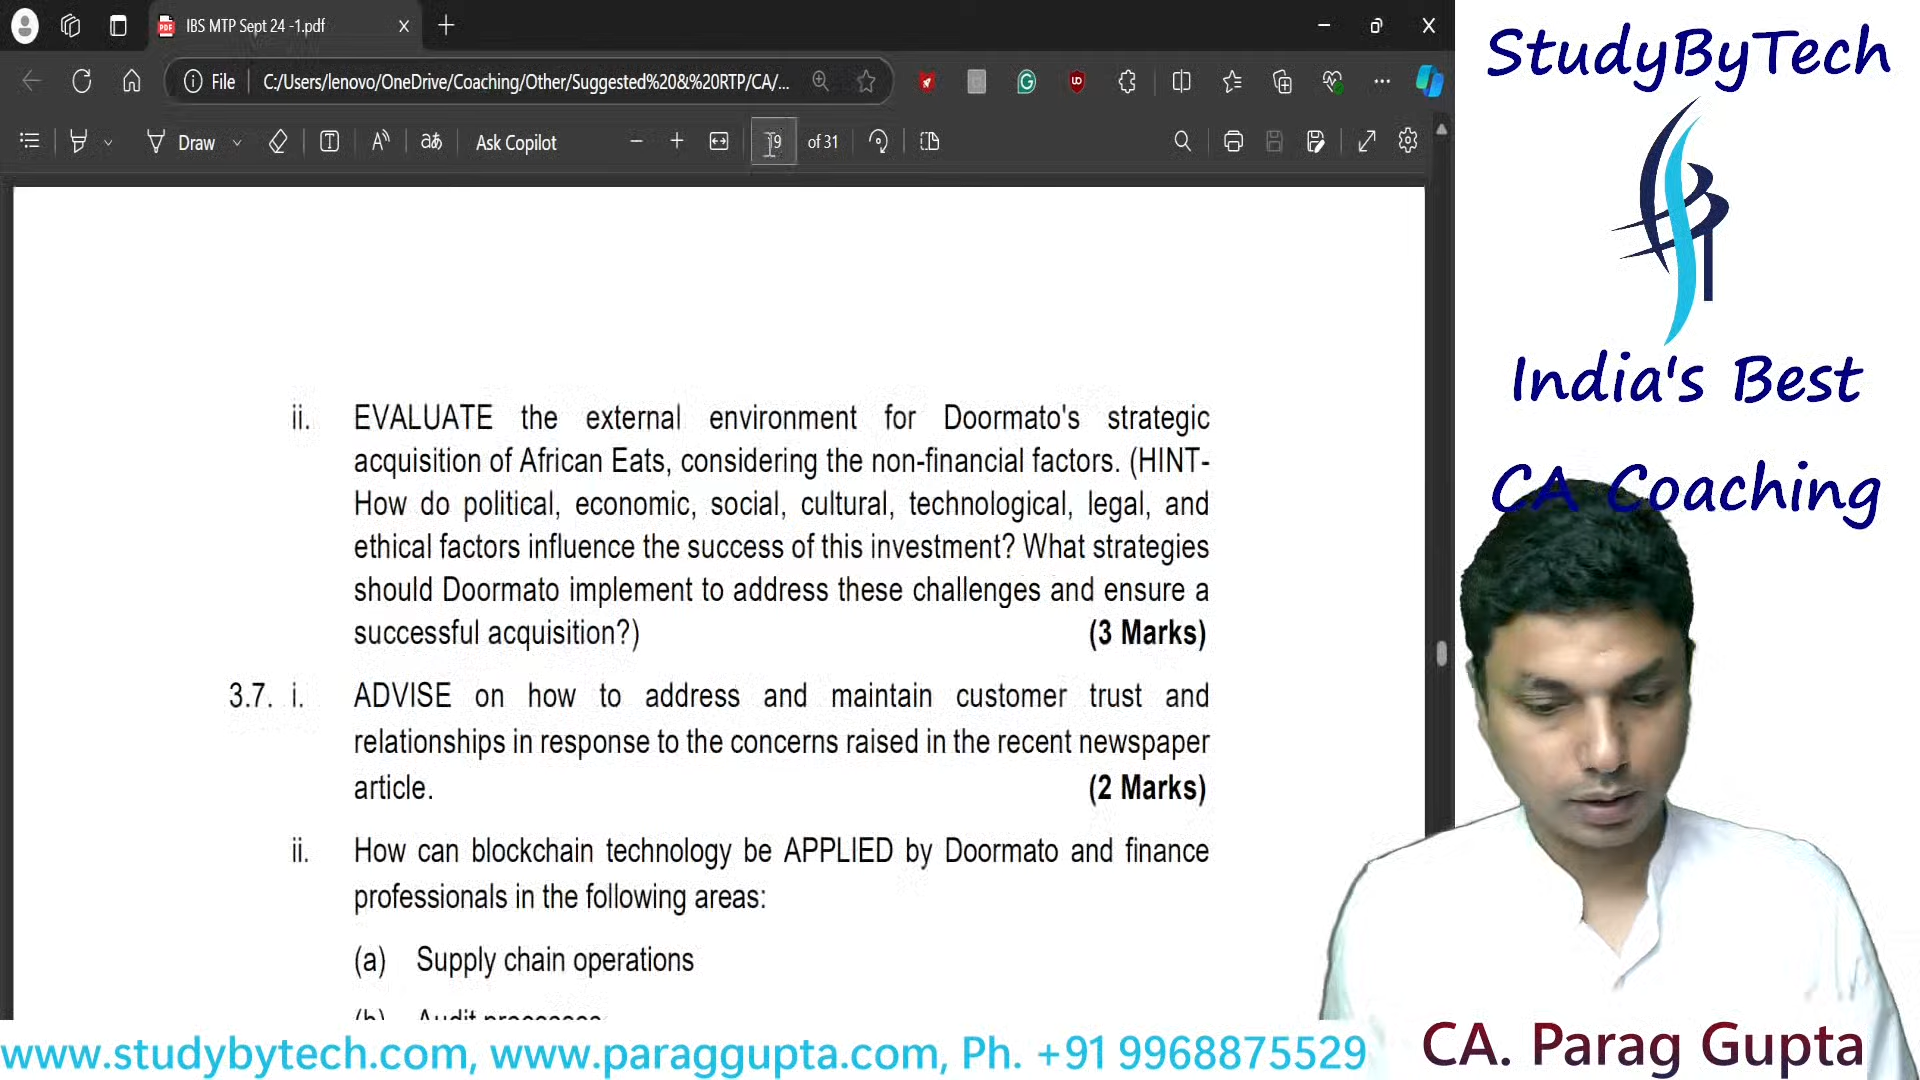 IBS MTP Sept 24 -1.pdf
File
C:/Users/lenovo/OneDrive/Coaching/Other/Suggested%20&%20RTP/CA/...
Draw
Ask Copilot
19 of 31
ii. EVALUATE the external environment for Doormato's strategic
acquisition of African Eats, considering the non-financial factors. (HINT-
How do political, economic, social, cultural, technological, legal, and
ethical factors influence the success of this investment? What strategies
should Doormato implement to address these challenges and ensure a
successful acquisition?) (3 Marks)
3.7. i. ADVISE on how to address and maintain customer trust and
relationships in response to the concerns raised in the recent newspaper
article. (2 Marks)
ii. How can blockchain technology be APPLIED by Doormato and finance
professionals in the following areas:
(a) Supply chain operations
(b) Audit processes
StudyByTech
India's Best
CA Coaching
www.studybytech.com, www.paraggupta.com, Ph. +91 9968875529
CA. Parag Gupta